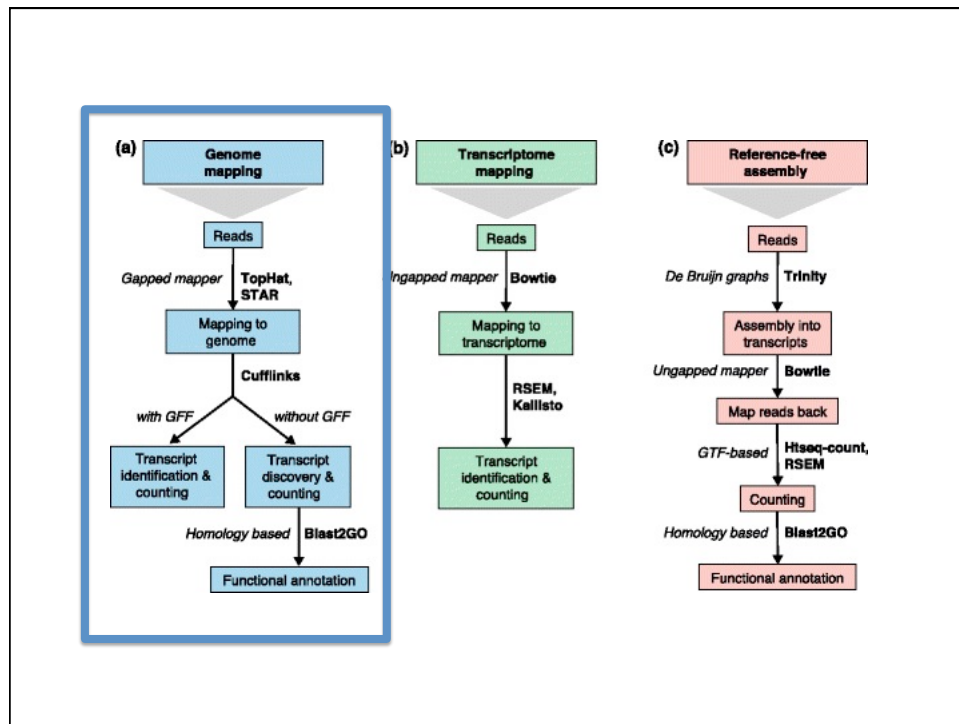 (a)
Genome
mapping
Reads
Gapped mapper
TopHat,
STAR
Mapping to
genome
Cufflinks
with GFF
without GFF
Transcript
identification &
counting
Transcript
discovery &
counting
Homology based
Blast2GO
Functional annotation
(b)
Transcriptome
mapping
Reads
Ungapped mapper
Bowtie
Mapping to
transcriptome
RSEM,
Kallisto
Transcript
identification &
counting
(c)
Reference-free
assembly
Reads
De Bruijn graphs
Trinity
Assembly into
transcripts
Ungapped mapper
Bowtie
Map reads back
GTF-based
Htseq-count,
RSEM
Counting
Homology based
Blast2GO
Functional annotation